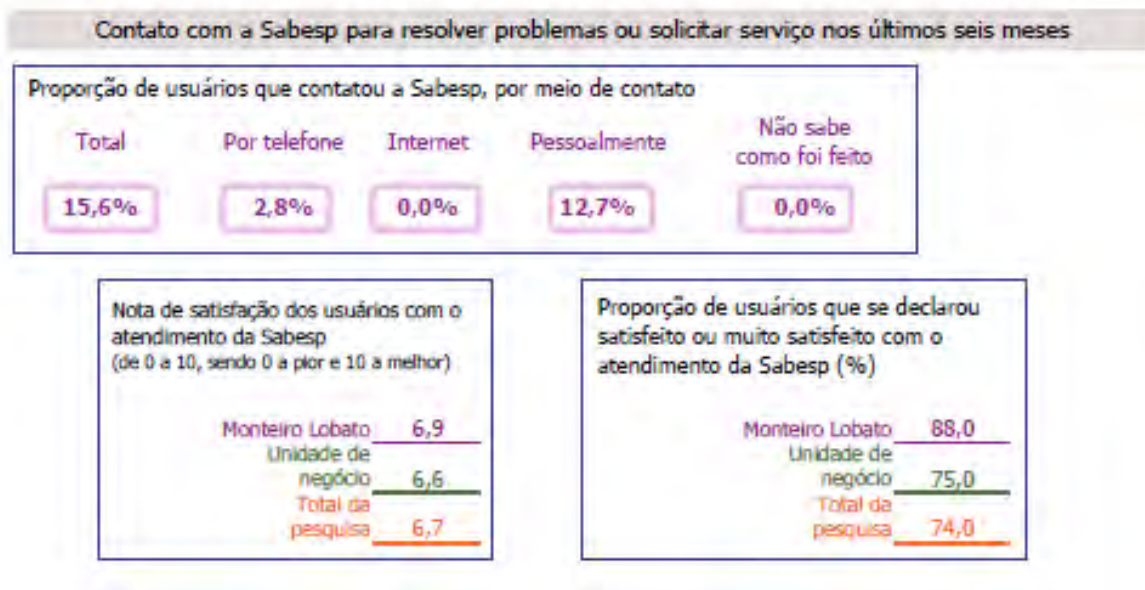 Contato com a Sabesp para resolver problemas ou solicitar serviço nos últimos seis meses
Proporção de usuários que contatou a Sabesp, por meio de contato
Total
Por telefone
Internet
Pessoalmente
Não sabe
como foi feito
15,6%
2,8%
0,0%
12,7%
0,0%
Nota de satisfação dos usuários com o
atendimento da Sabesp
(de 0 a 10, sendo 0 a pior e 10 a melhor)
Monteiro Lobato 6,9
Unidade de
negócio 6,6
Total da
pesquisa 6,7
Proporção de usuários que se declarou
satisfeito ou muito satisfeito com o
atendimento da Sabesp (%)
Monteiro Lobato 88,0
Unidade de
negócio 75,0
Total da
pesquisa 74,0